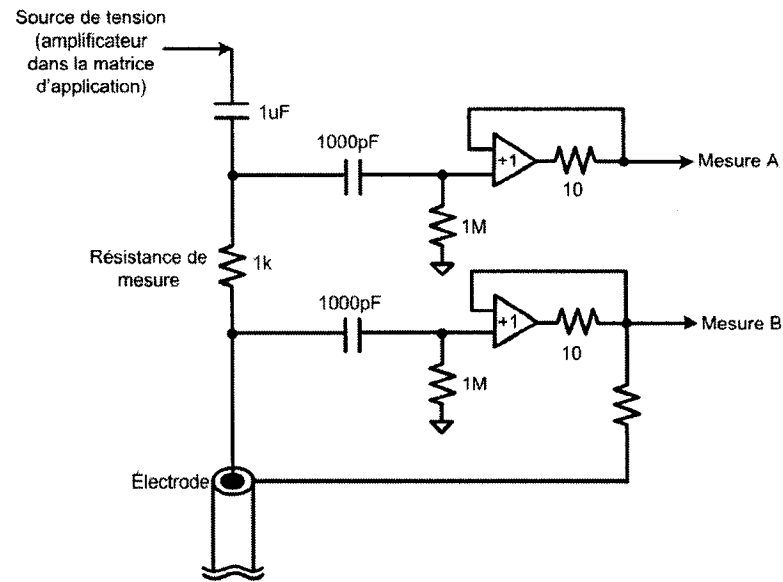 Source de tension
(amplificateur
dans la matrice
d'application)
1uF
1000pF
+1
10
Mesure A
1M
Résistance de
mesure
1k
1000pF
+1
10
Mesure B
1M
Électrode